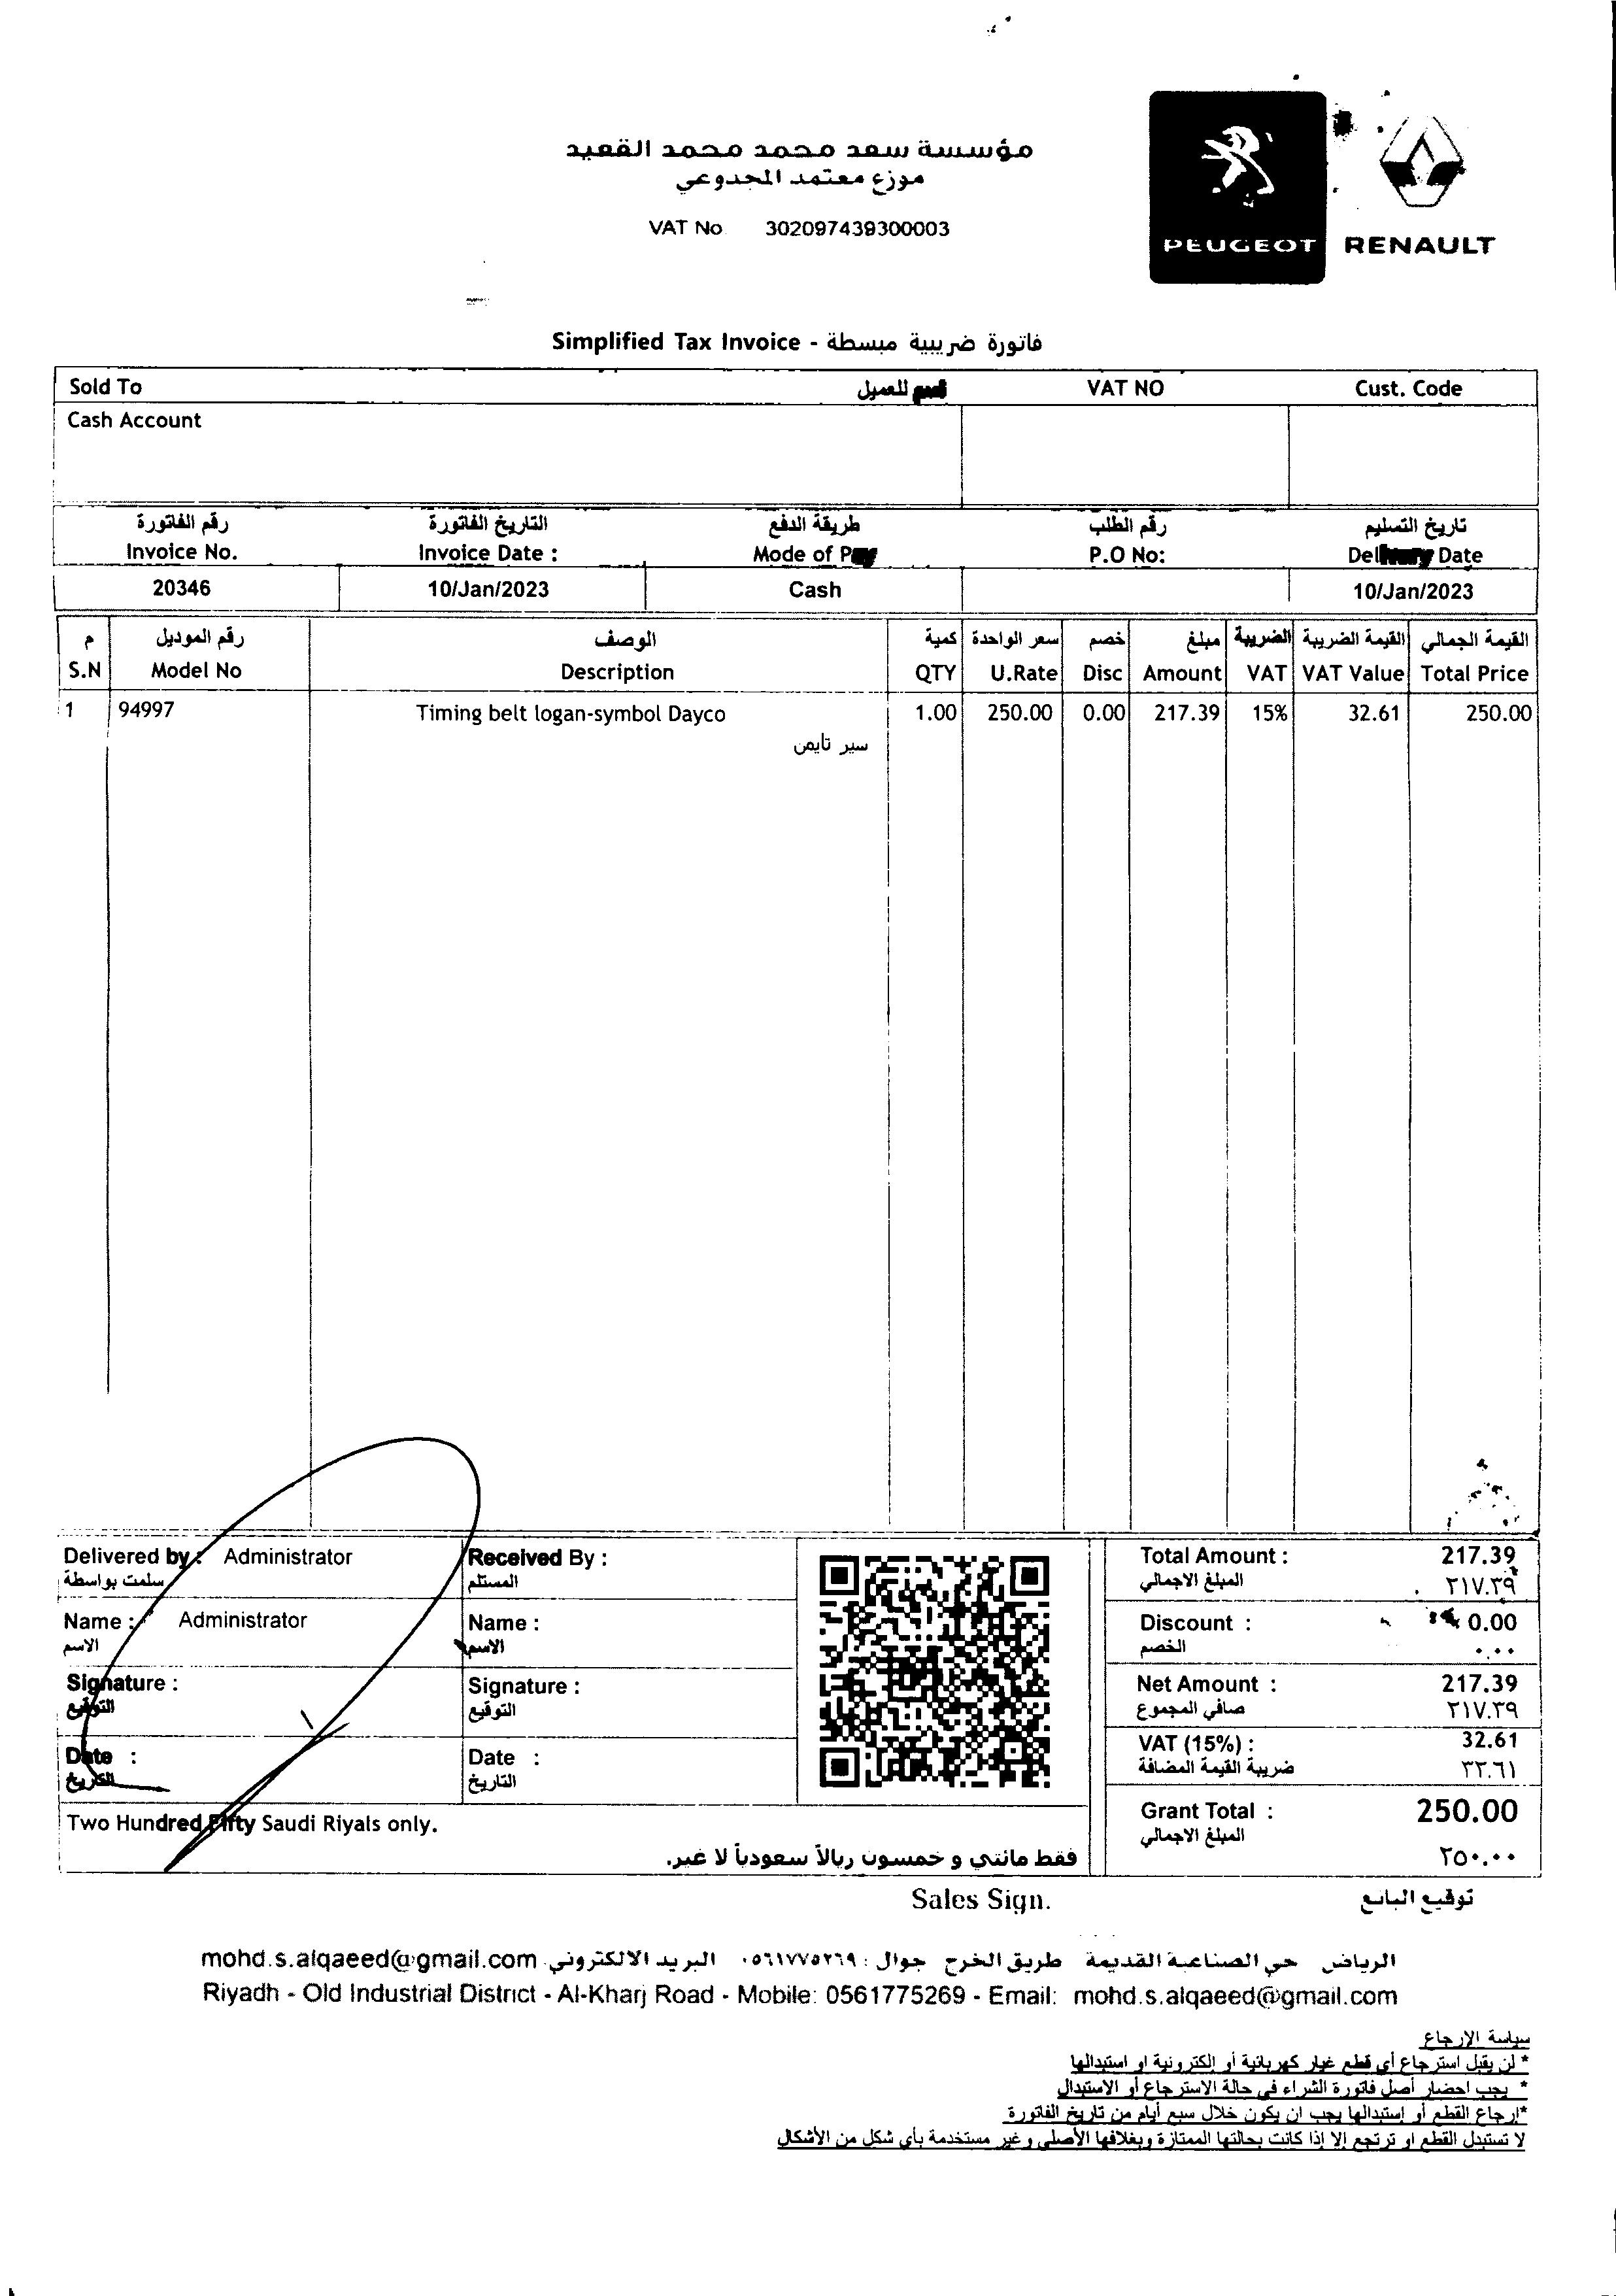 مؤسسة سعد محمد محمد القعيد
موزع معتمد المجدوعي
VAT No 302097439300003
PEUGEOT RENAULT
Simplified Tax Invoice - فاتورة ضريبية مبسطة
Sold To للعميل VAT NO Cust. Code
Cash Account
رقم الفاتورة التاريخ الفاتورة طريقة الدفع رقم الطلب تاريخ التسليم
Invoice No. Invoice Date : Mode of Pay P.O No: Delivery Date
20346 10/Jan/2023 Cash 10/Jan/2023
م رقم الموديل الوصف كمية سعر الواحدة خصم مبلغ الضريبة القيمة الضريبة القيمة الجمالي
S.N Model No Description QTY U.Rate Disc Amount VAT VAT Value Total Price
1 94997 Timing belt logan-symbol Dayco 1.00 250.00 0.00 217.39 15% 32.61 250.00
سير تايمن
Delivered by : Administrator Received By : Total Amount : 217.39
سلمت بواسطة المستلم المبلغ الاجمالي ٢١٧.٣٩
Name : Administrator Name : Discount : 0.00
الاسم الاسم الخصم ٠.٠٠
Signature : Signature : Net Amount : 217.39
التوقيع التوقيع صافي المجموع ٢١٧.٣٩
Date : Date : VAT (15%) : 32.61
التاريخ التاريخ ضريبة القيمة المضافة ٣٢.٦١
Two Hundred Fifty Saudi Riyals only. Grant Total : 250.00
فقط مائتي و خمسون ريالاً سعودياً لا غير. المبلغ الاجمالي ٢٥٠.٠٠
Sales Sign. توقيع البائع
الرياض حي الصناعية القديمة طريق الخرج جوال : ٠٥٦١٧٧٥٢٦٩ البريد الالكتروني mohd.s.alqaeed@gmail.com
Riyadh - Old Industrial District - Al-Kharj Road - Mobile: 0561775269 - Email: mohd.s.alqaeed@gmail.com
سياسة الإرجاع
* لن يقبل استرجاع أي قطع غيار كهربائية أو إلكترونية او استبدالها
* يجب احضار أصل فاتورة الشراء في حالة الاسترجاع أو الاستبدال
*إرجاع القطع أو استبدالها يجب ان يكون خلال سبع أيام من تاريخ الفاتورة
لا تستبدل القطع او ترتجع إلا إذا كانت بحالتها الممتازة وبغلافها الأصلي وغير مستخدمة بأي شكل من الأشكال